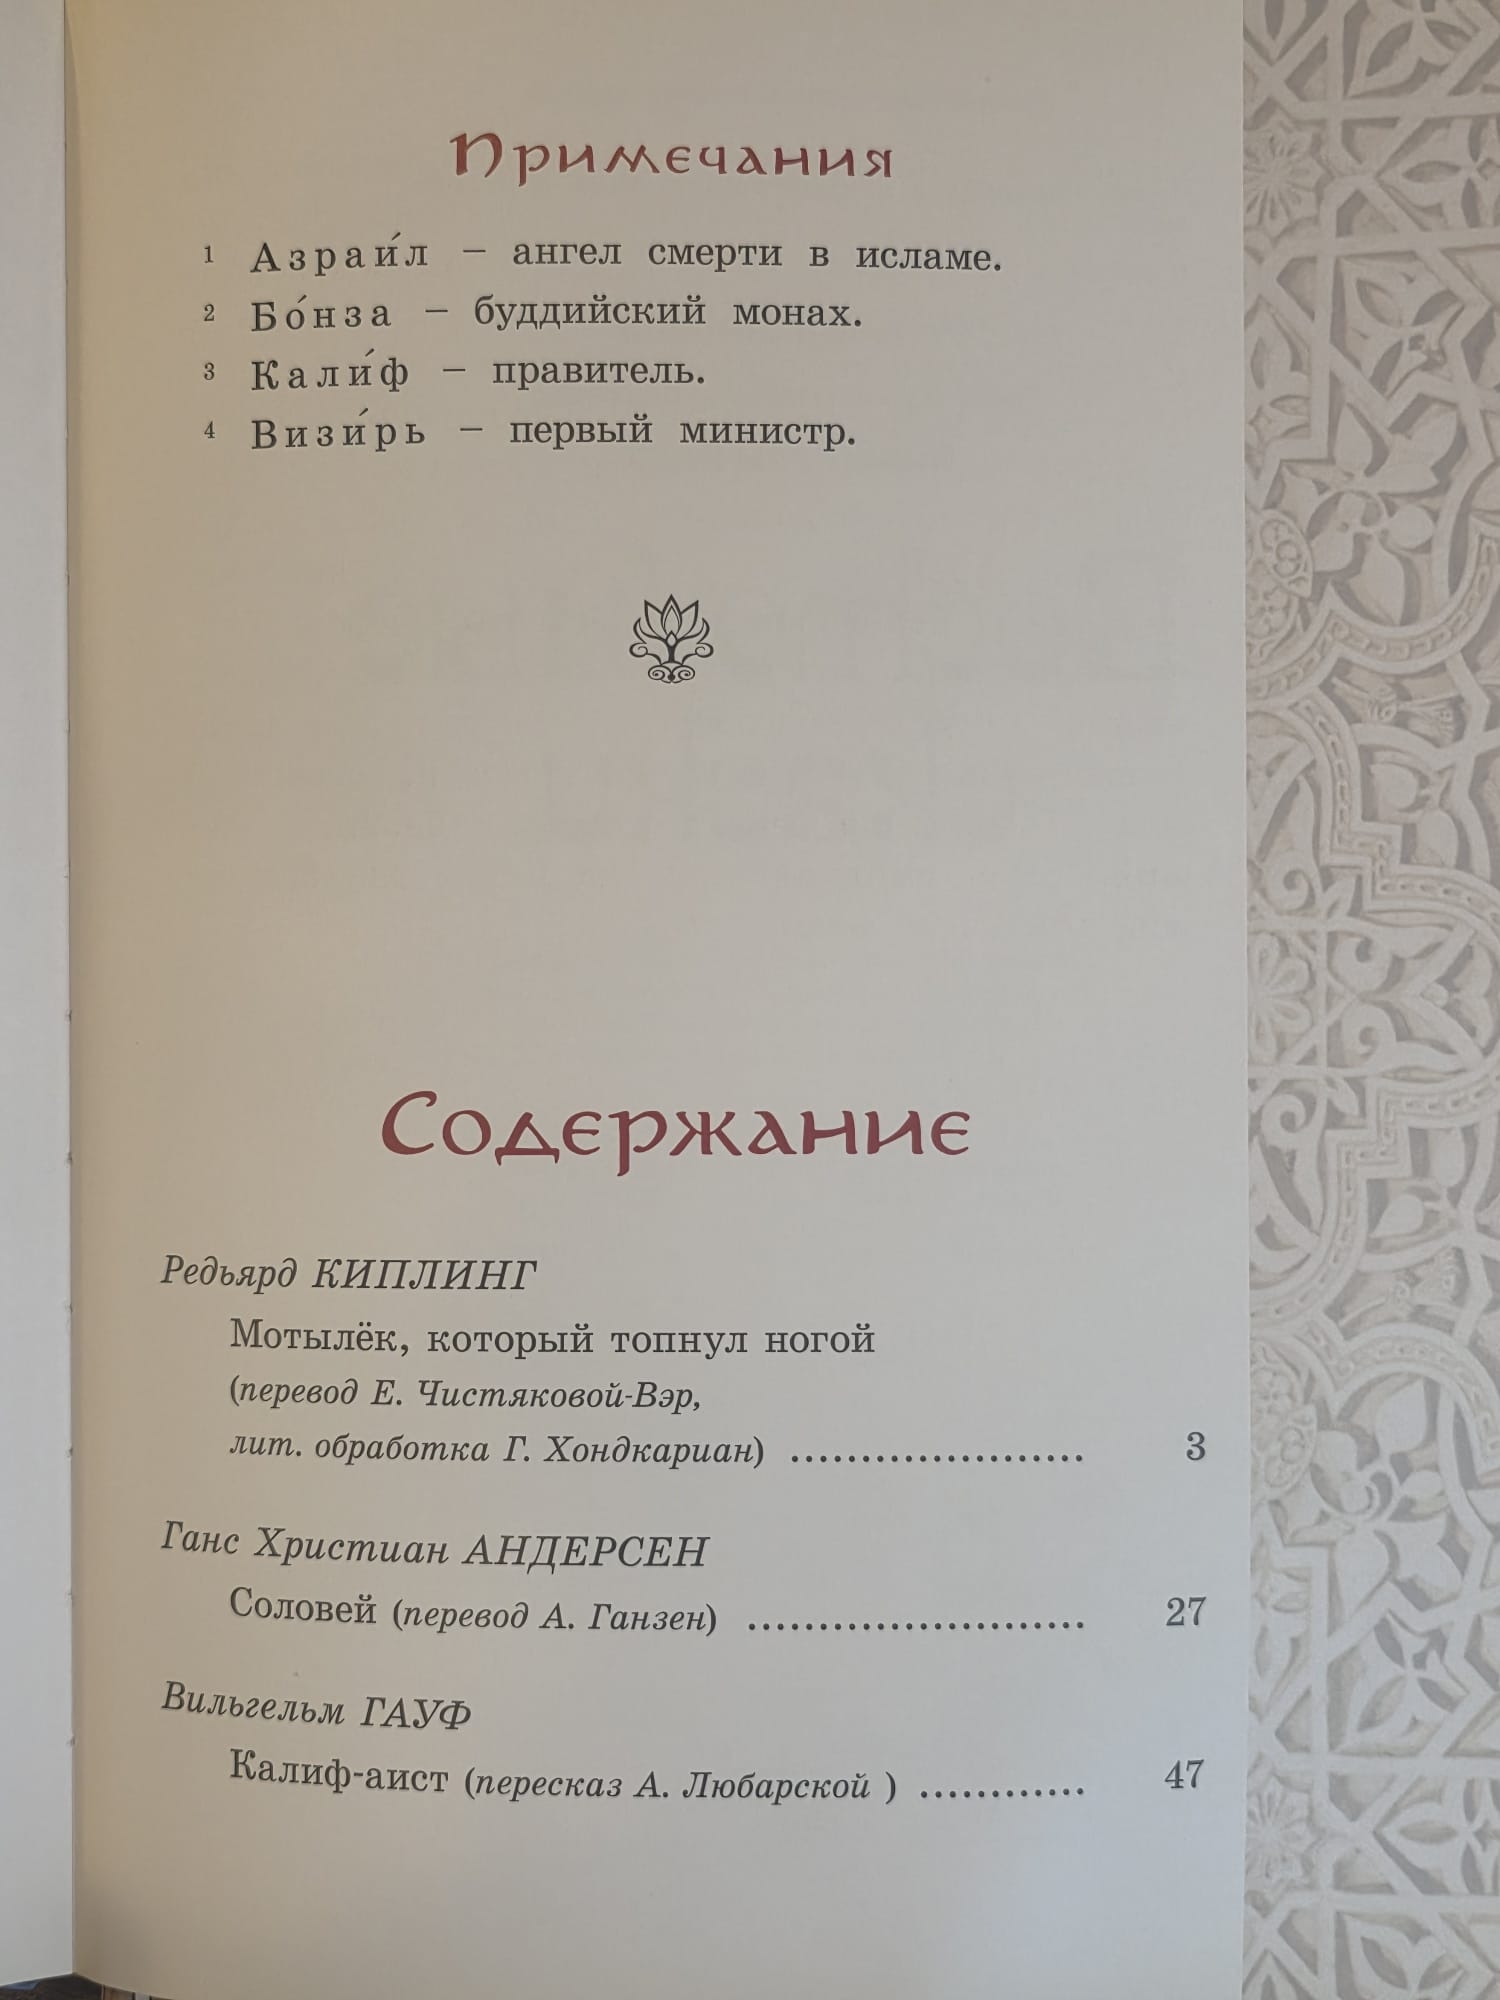 Примечания
1 Азраи́л – ангел смерти в исламе.
2 Бо́нза – буддийский монах.
3 Кали́ф – правитель.
4 Визи́рь – первый министр.
Содержание
Редьярд КИПЛИНГ
Мотылёк, который топнул ногой
(перевод Е. Чистяковой-Вэр,
лит. обработка Г. Хондкариан) ..................... 3
Ганс Христиан АНДЕРСЕН
Соловей (перевод А. Ганзен) ........................ 27
Вильгельм ГАУФ
Калиф-аист (пересказ А. Любарской ) ............ 47